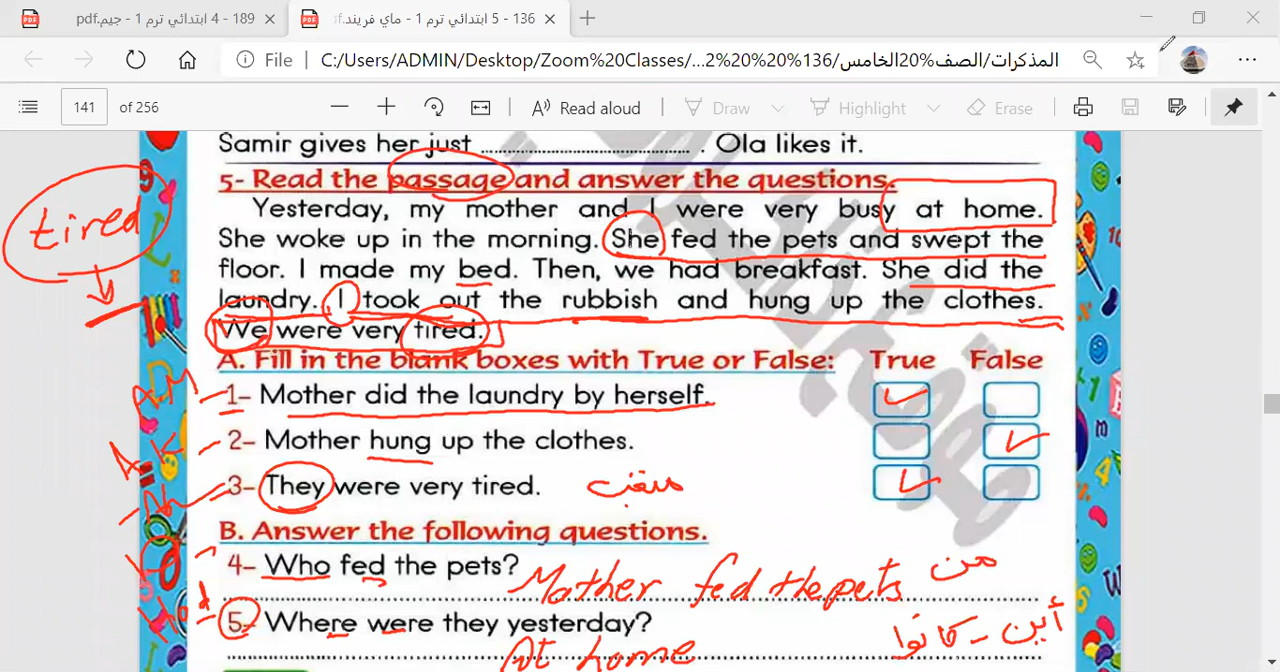 189 - 4 ابتدائي ترم 1 - جيم.pdf
136 - 5 ابتدائي ترم 1 - ماي فريند
File C:/Users/ADMIN/Desktop/Zoom%20Classes/...2%20%20%136/المذكرات/الصف%20الخامس
141 of 256 Read aloud Draw Highlight Erase
Samir gives her just ................................ . Ola likes it.
5- Read the passage and answer the questions.
Yesterday, my mother and I were very busy at home.
She woke up in the morning. She fed the pets and swept the
floor. I made my bed. Then, we had breakfast. She did the
laundry. I took out the rubbish and hung up the clothes.
We were very tired.
tired
A. Fill in the blank boxes with True or False: True False
1- Mother did the laundry by herself.
2- Mother hung up the clothes.
3- They were very tired.
B. Answer the following questions.
4- Who fed the pets? من
Mother fed the pets
5- Where were they yesterday? أين - كانوا
At home